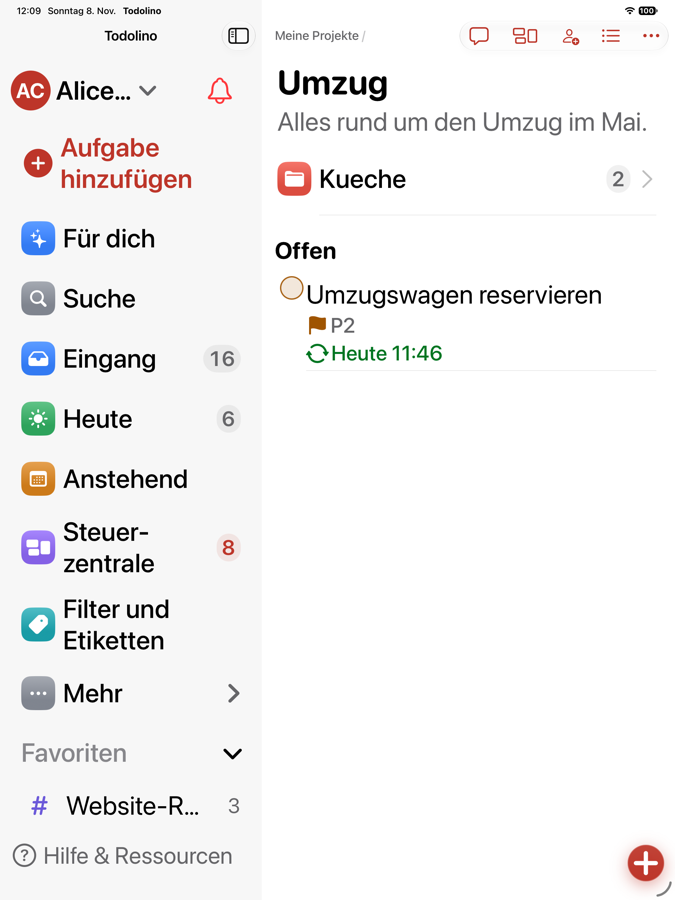 12:09 Sonntag 8. Nov. Todolino
100
Todolino
AC Alice...
Aufgabe
hinzufügen
Für dich
Suche
Eingang 16
Heute 6
Anstehend
Steuer-
zentrale 8
Filter und
Etiketten
Mehr
Favoriten
# Website-R... 3
? Hilfe & Ressourcen
Meine Projekte /
Umzug
Alles rund um den Umzug im Mai.
Kueche 2
Offen
Umzugswagen reservieren
P2
Heute 11:46